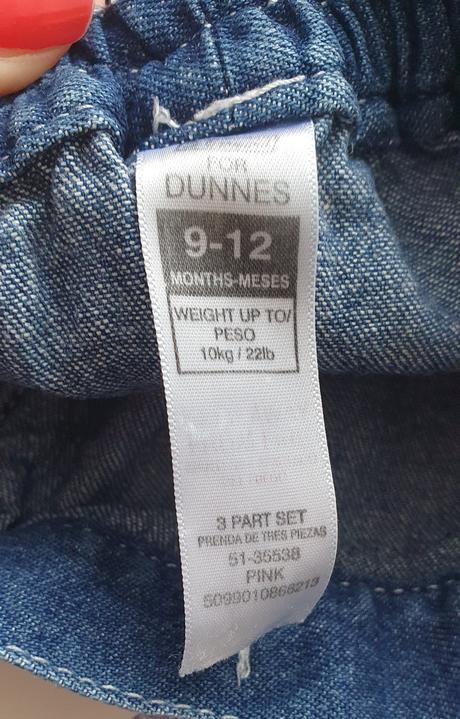 FOR
DUNNES
9-12
MONTHS-MESES
WEIGHT UP TO/
PESO
10kg / 22lb
3 PART SET
PRENDA DE TRES PIEZAS
51-35538
PINK
5099010866213